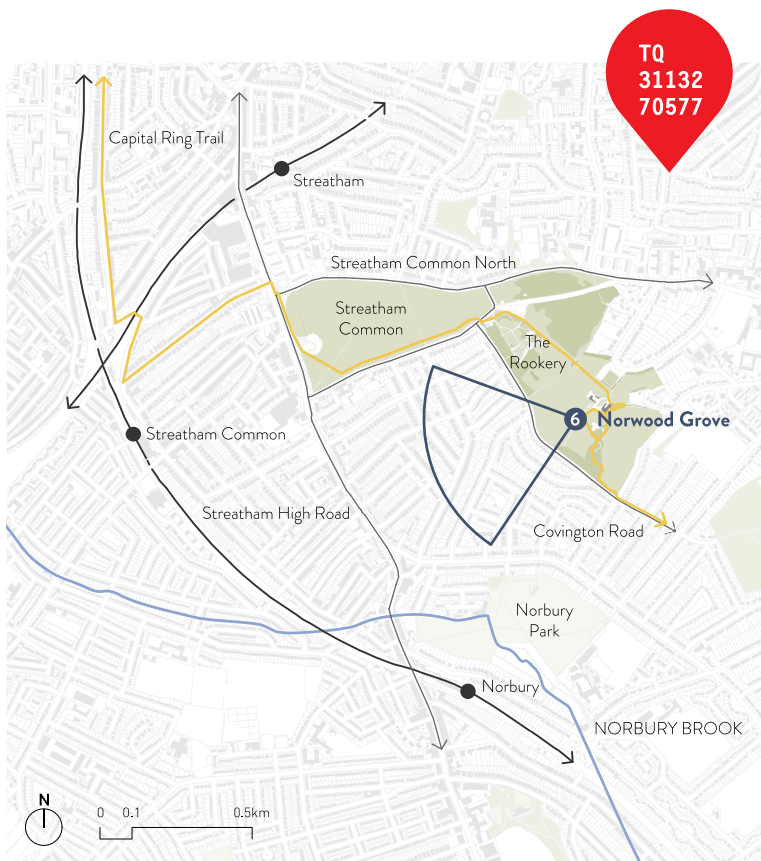 TQ
31132
70577
Capital Ring Trail
Streatham
Streatham Common North
Streatham
Common
The
Rookery
6 Norwood Grove
Streatham Common
Streatham High Road
Covington Road
Norbury
Park
Norbury
NORBURY BROOK
N
0 0.1 0.5km